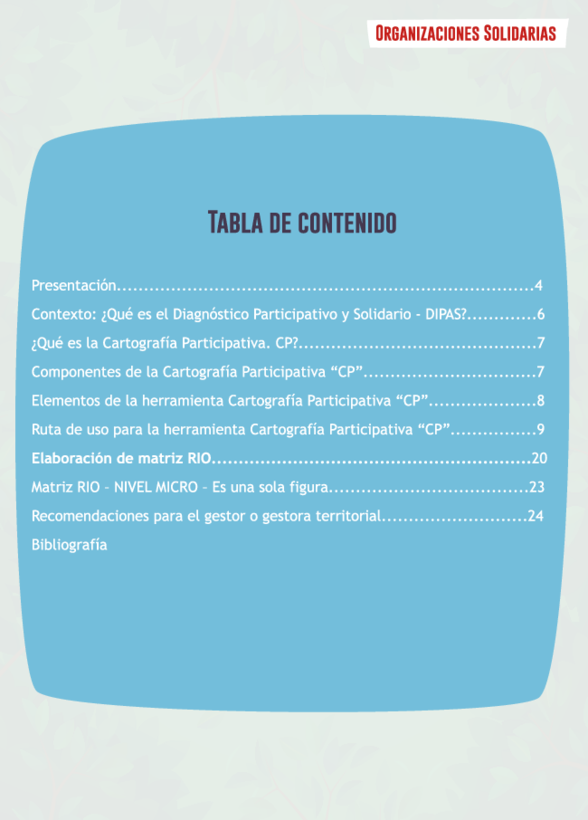 Organizaciones Solidarias
Tabla de contenido
Presentación..............................................................................4
Contexto: ¿Qué es el Diagnóstico Participativo y Solidario - DIPAS?.............6
¿Qué es la Cartografía Participativa. CP?.............................................7
Componentes de la Cartografía Participativa “CP”................................7
Elementos de la herramienta Cartografía Participativa “CP”....................8
Ruta de uso para la herramienta Cartografía Participativa “CP”................9
Elaboración de matriz RIO............................................................20
Matriz RIO - NIVEL MICRO - Es una sola figura.....................................23
Recomendaciones para el gestor o gestora territorial...........................24
Bibliografía